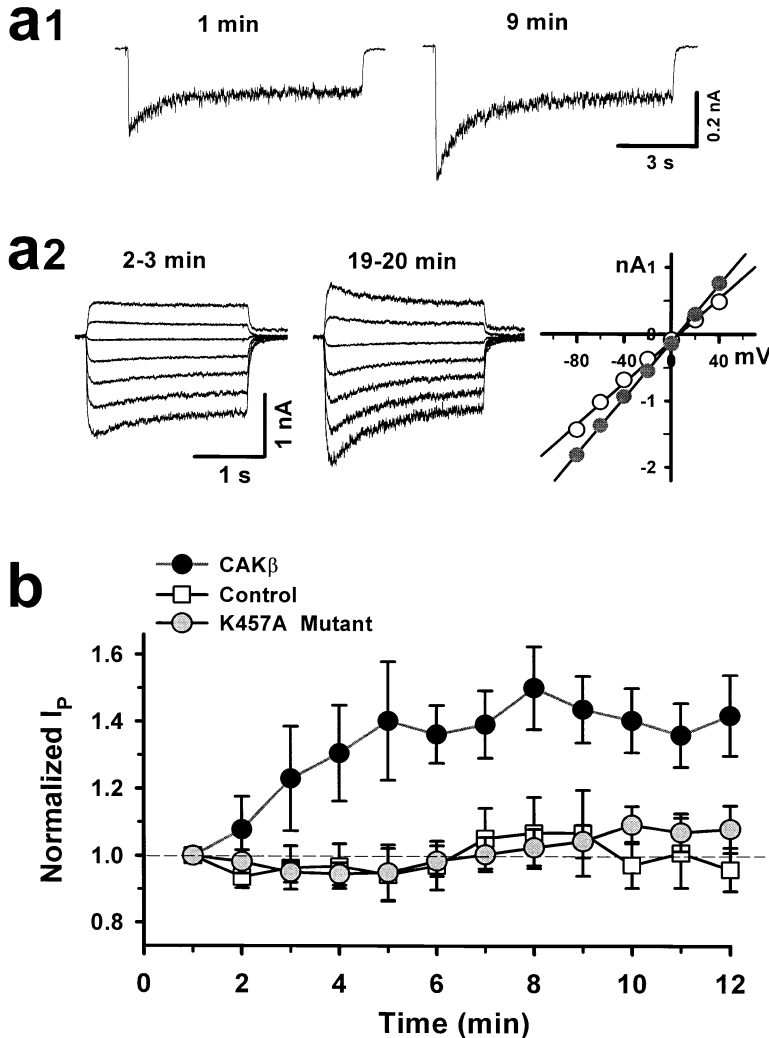 a1
1 min
9 min
0.2 nA
3 s
a2
2-3 min
19-20 min
1 nA
1 s
nA
1
0
-1
-2
-80
-40
0
40
mV
b
CAKβ
Control
K457A Mutant
Normalized IP
1.6
1.4
1.2
1.0
0.8
0
2
4
6
8
10
12
Time (min)